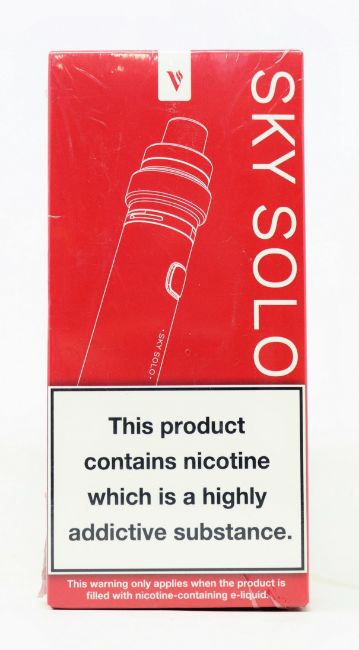 SKY SOLO
·SKY SOLO·
This product
contains nicotine
which is a highly
addictive substance.
This warning only applies when the product is
filled with nicotine-containing e-liquid.